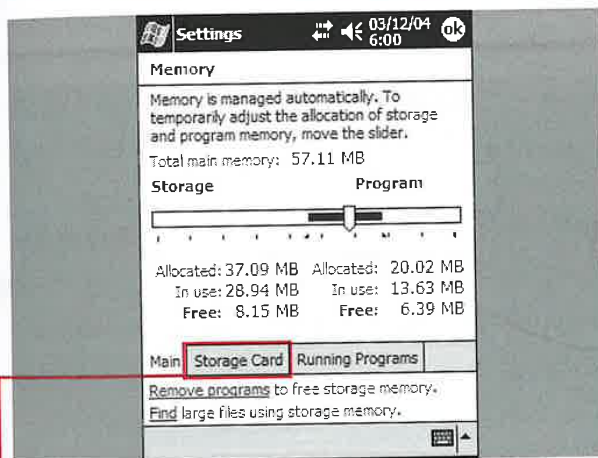 Settings 03/12/04 6:00 ok
Memory
Memory is managed automatically. To
temporarily adjust the allocation of storage
and program memory, move the slider.
Total main memory: 57.11 MB
Storage Program
Allocated: 37.09 MB Allocated: 20.02 MB
In use: 28.94 MB In use: 13.63 MB
Free: 8.15 MB Free: 6.39 MB
Main Storage Card Running Programs
Remove programs to free storage memory.
Find large files using storage memory.